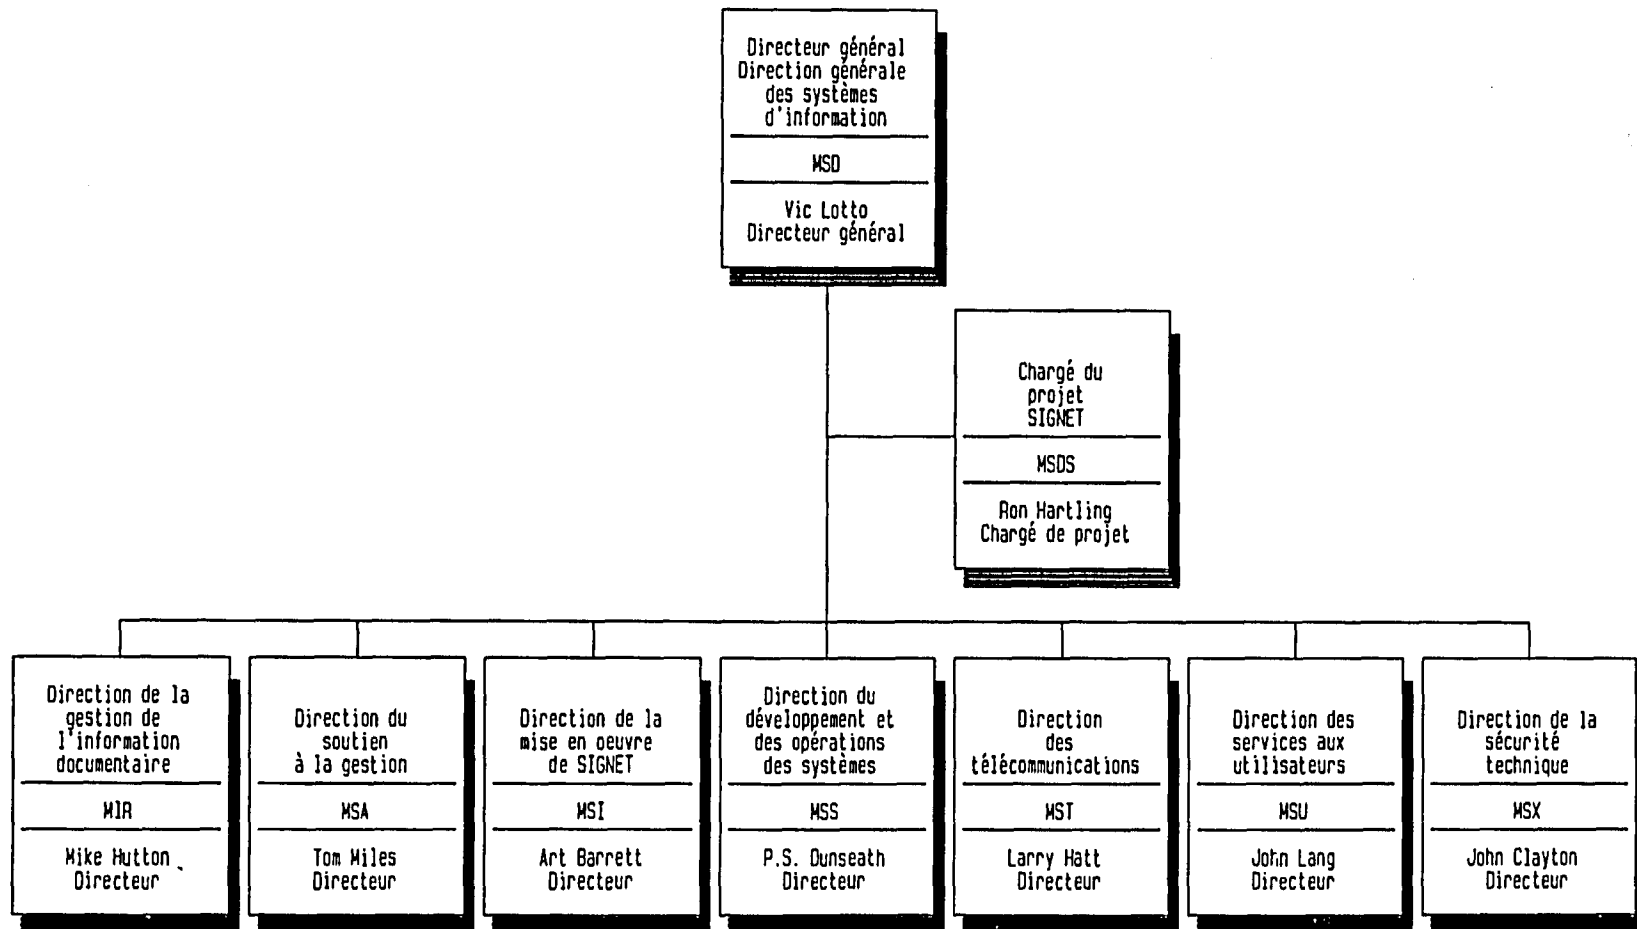 Directeur général
Direction générale
des systèmes
d'information
MSD
Vic Lotto
Directeur général
Chargé du
projet
SIGNET
MSDS
Ron Hartling
Chargé de projet
Direction de la
gestion de
l'information
documentaire
MIR
Mike Hutton
Directeur
Direction du
soutien
à la gestion
MSA
Tom Miles
Directeur
Direction de la
mise en oeuvre
de SIGNET
MSI
Art Barrett
Directeur
Direction du
développement et
des opérations
des systèmes
MSS
P.S. Dunseath
Directeur
Direction
des
télécommunications
MST
Larry Hatt
Directeur
Direction des
services aux
utilisateurs
MSU
John Lang
Directeur
Direction de la
sécurité
technique
MSX
John Clayton
Directeur